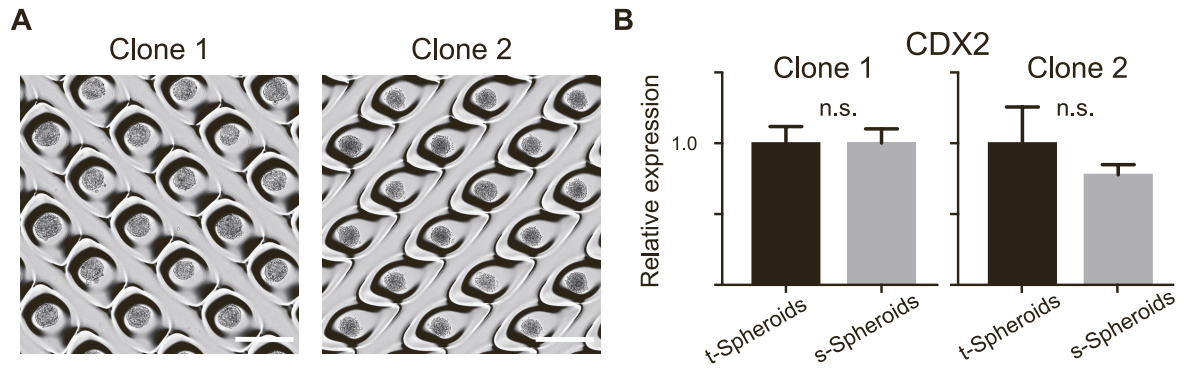 A
Clone 1
Clone 2
B
CDX2
Clone 1
Clone 2
n.s.
n.s.
1.0
Relative expression
t-Spheroids
s-Spheroids
t-Spheroids
s-Spheroids